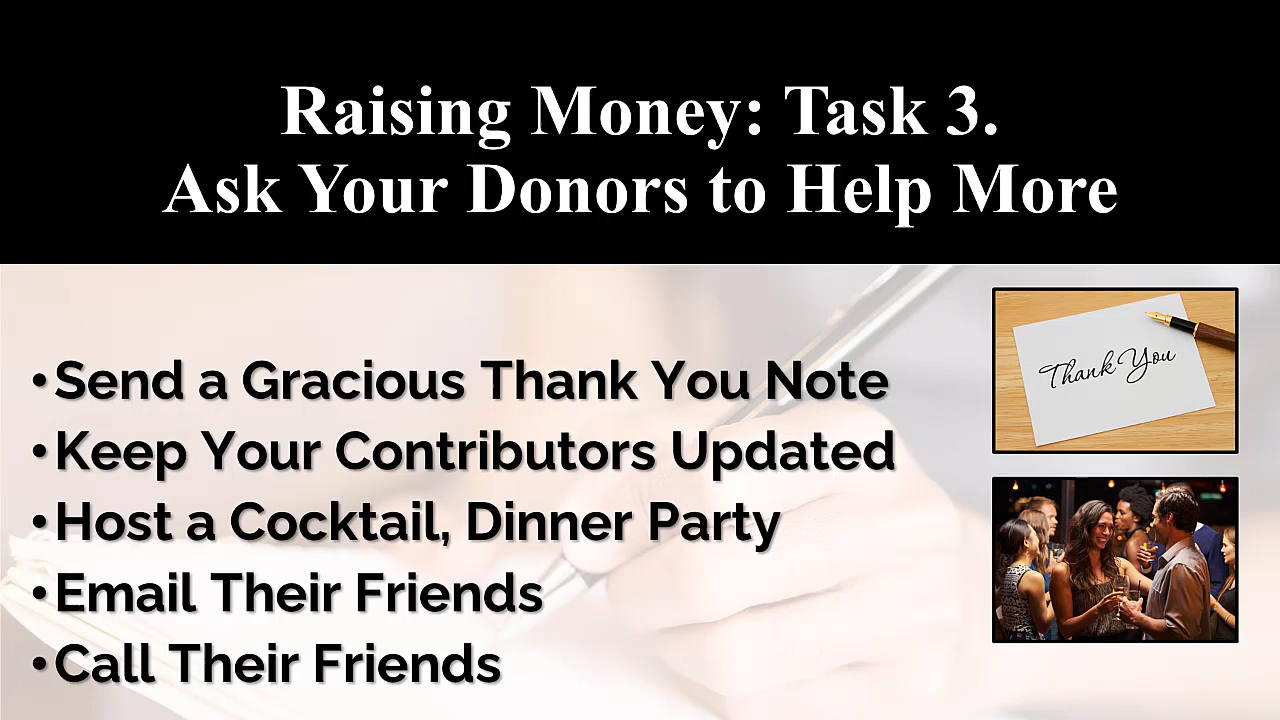 Raising Money: Task 3.
Ask Your Donors to Help More
•Send a Gracious Thank You Note
•Keep Your Contributors Updated
•Host a Cocktail, Dinner Party
•Email Their Friends
•Call Their Friends
Thank You